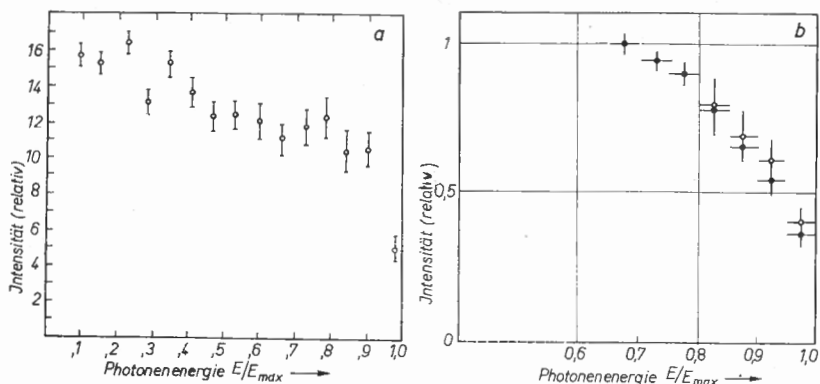 a
Jntensität (relativ)
16
14
12
10
8
6
4
2
,1 ,2 ,3 ,4 ,5 ,6 ,7 ,8 ,9 1,0
Photonenenergie E/Emax
b
Jntensität (relativ)
1
0,5
0
0,6 0,7 0,8 0,9 1,0
Photonenenergie E/Emax